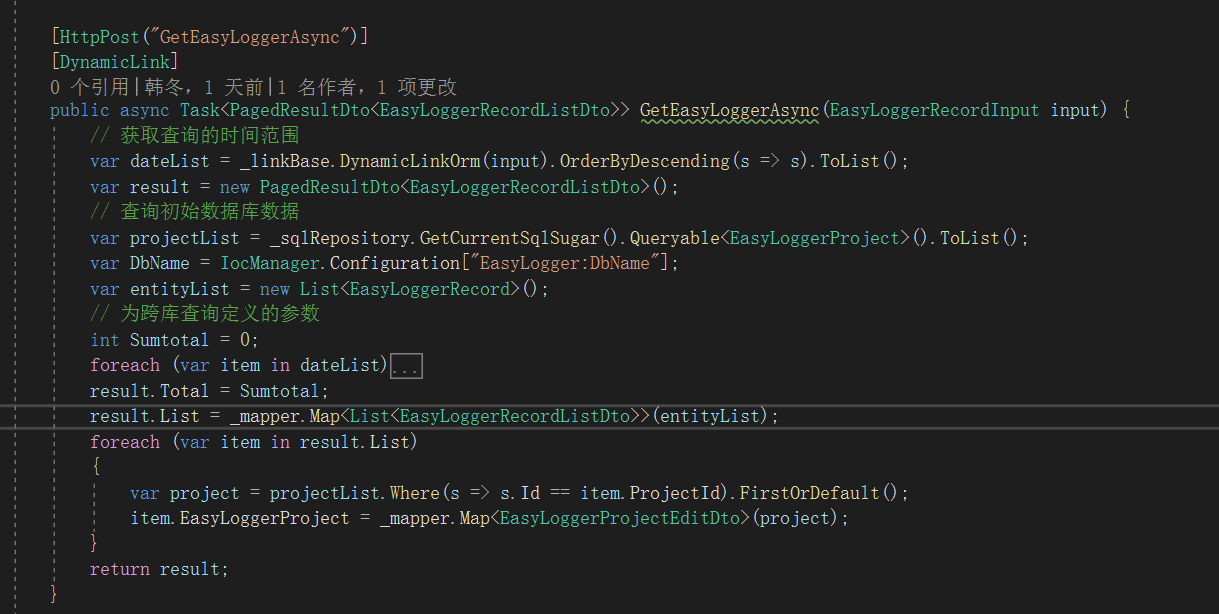 [HttpPost("GetEasyLoggerAsync")]
[DynamicLink]
0 个引用|韩冬，1 天前|1 名作者，1 项更改
public async Task<PagedResultDto<EasyLoggerRecordListDto>> GetEasyLoggerAsync(EasyLoggerRecordInput input) {
// 获取查询的时间范围
var dateList = _linkBase.DynamicLinkOrm(input).OrderByDescending(s => s).ToList();
var result = new PagedResultDto<EasyLoggerRecordListDto>();
// 查询初始数据库数据
var projectList = _sqlRepository.GetCurrentSqlSugar().Queryable<EasyLoggerProject>().ToList();
var DbName = IocManager.Configuration["EasyLogger:DbName"];
var entityList = new List<EasyLoggerRecord>();
// 为跨库查询定义的参数
int Sumtotal = 0;
foreach (var item in dateList)...
result.Total = Sumtotal;
result.List = _mapper.Map<List<EasyLoggerRecordListDto>>(entityList);
foreach (var item in result.List)
{
var project = projectList.Where(s => s.Id == item.ProjectId).FirstOrDefault();
item.EasyLoggerProject = _mapper.Map<EasyLoggerProjectEditDto>(project);
}
return result;
}